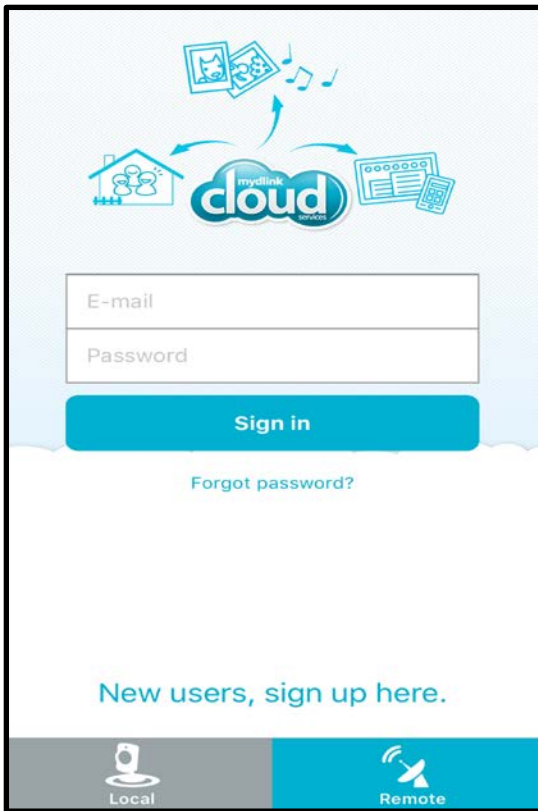 mydlink
cloud
services
E-mail
Password
Sign in
Forgot password?
New users, sign up here.
Local
Remote